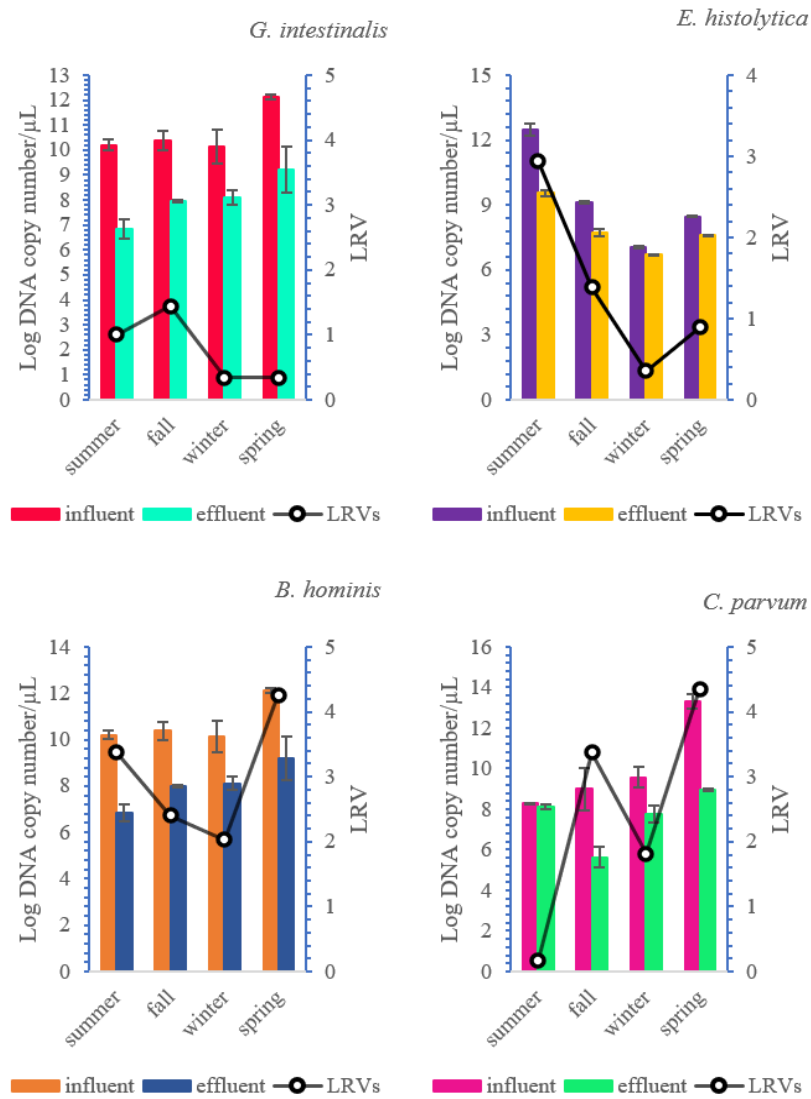 G. intestinalis
Log DNA copy number/μL
13
12
11
10
9
8
7
6
5
4
3
2
1
0
5
4
3
2
1
0
LRV
summer
fall
winter
spring
influent effluent LRVs
E. histolytica
Log DNA copy number/μL
15
12
9
6
3
0
4
3
2
1
0
LRV
summer
fall
winter
spring
influent effluent LRVs
B. hominis
Log DNA copy number/μL
14
12
10
8
6
4
2
0
5
4
3
2
1
0
LRV
summer
fall
winter
spring
influent effluent LRVs
C. parvum
Log DNA copy number/μL
16
14
12
10
8
6
4
2
0
5
4
3
2
1
0
LRV
summer
fall
winter
spring
influent effluent LRVs